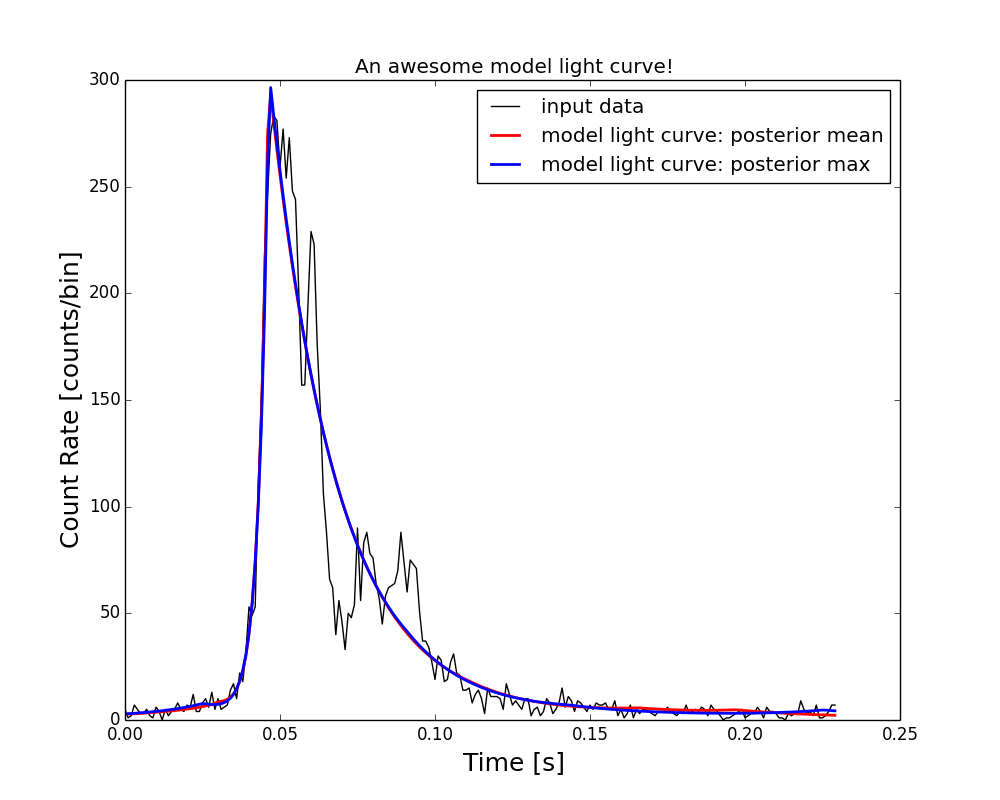 An awesome model light curve!
300
250
200
150
100
50
0
Count Rate [counts/bin]
input data
model light curve: posterior mean
model light curve: posterior max
0.00 0.05 0.10 0.15 0.20 0.25
Time [s]